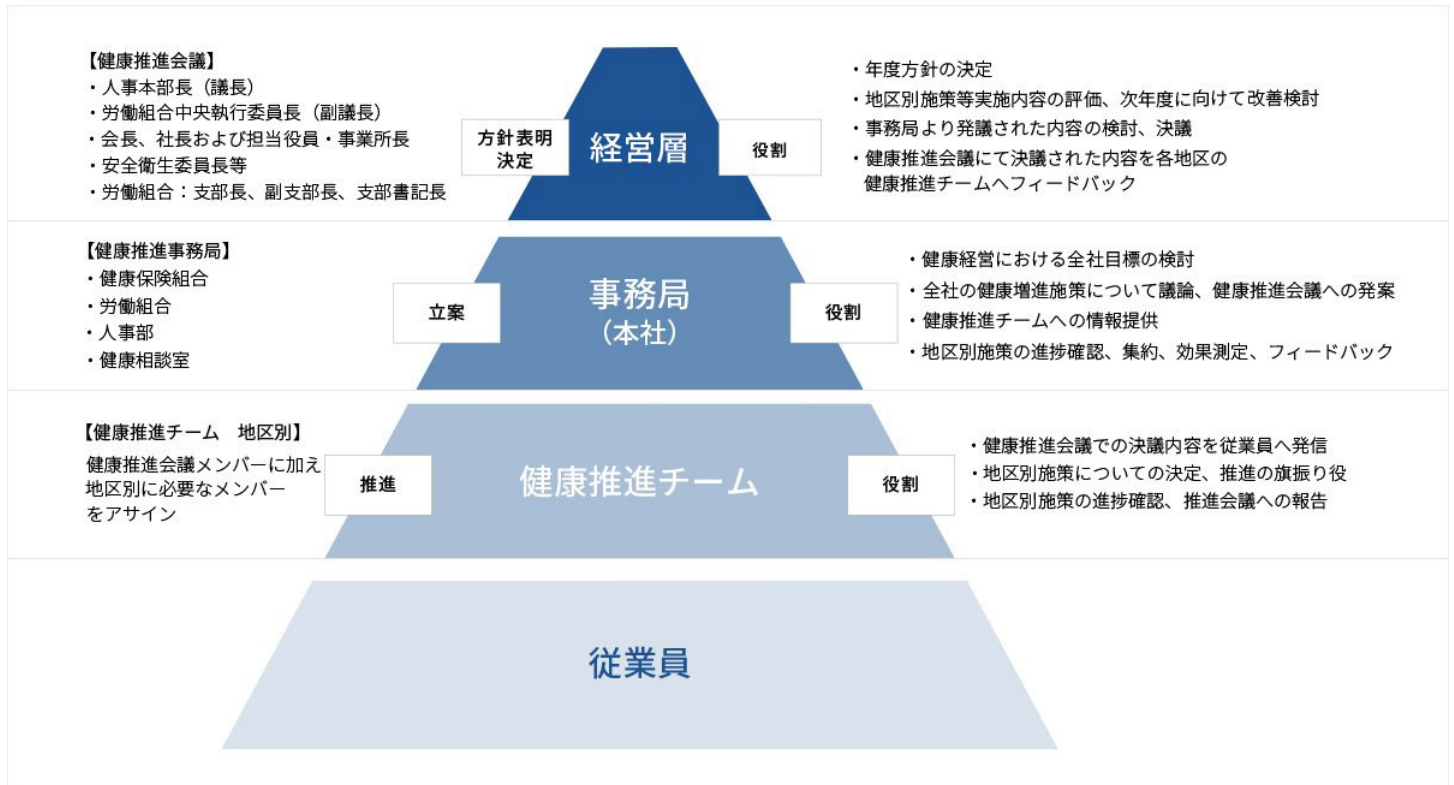 【健康推進会議】
・人事本部長（議長）
・労働組合中央執行委員長（副議長）
・会長、社長および担当役員・事業所長
・安全衛生委員長等
・労働組合：支部長、副支部長、支部書記長
方針表明
決定
経営層
役割
・年度方針の決定
・地区別施策等実施内容の評価、次年度に向けて改善検討
・事務局より発議された内容の検討、決議
・健康推進会議にて決議された内容を各地区の
健康推進チームへフィードバック
【健康推進事務局】
・健康保険組合
・労働組合
・人事部
・健康相談室
立案
事務局
（本社）
役割
・健康経営における全社目標の検討
・全社の健康増進施策について議論、健康推進会議への発案
・健康推進チームへの情報提供
・地区別施策の進捗確認、集約、効果測定、フィードバック
【健康推進チーム　地区別】
健康推進会議メンバーに加え
地区別に必要なメンバー
をアサイン
推進
健康推進チーム
役割
・健康推進会議での決議内容を従業員へ発信
・地区別施策についての決定、推進の旗振り役
・地区別施策の進捗確認、推進会議への報告
従業員